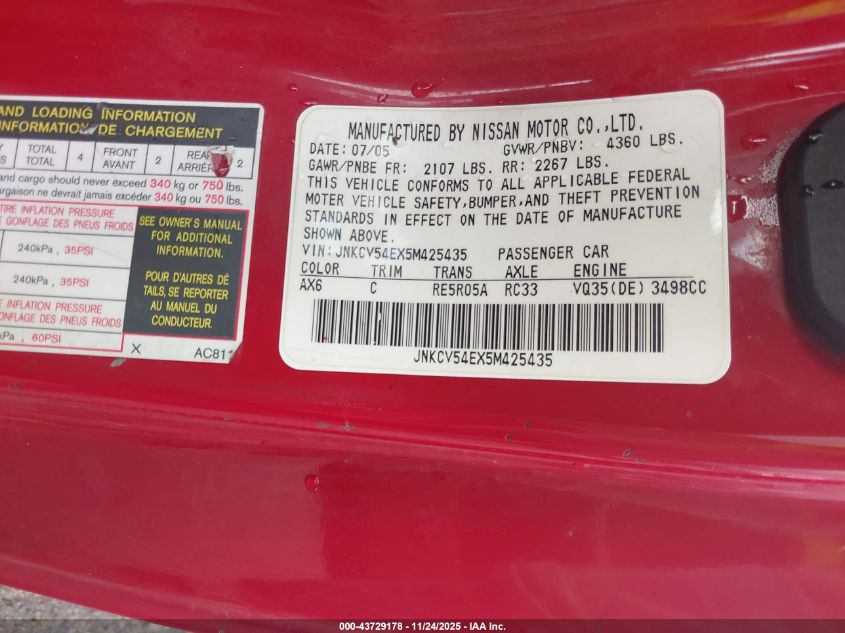 AND LOADING INFORMATION
INFORMATION DE CHARGEMENT
TOTAL
TOTAL
4
FRONT
AVANT
2
REAR
ARRIÈRE
2
and cargo should never exceed 340 kg or 750 lbs.
argaison ne devrait jamais excéder 340 kg ou 750 lbs.
TIRE INFLATION PRESSURE
GONFLAGE DES PNEUS FROIDS
240kPa , 35PSI
240kPa , 35PSI
E INFLATION PRESSURE
GONFLAGE DES PNEUS FROIDS
kPa , 60PSI
SEE OWNER'S MANUAL
FOR ADDITIONAL
INFORMATION.
POUR D'AUTRES DÉ
TAILS, SE REPORTER
AU MANUEL DU
CONDUCTEUR.
X AC811
MANUFACTURED BY NISSAN MOTOR CO.,LTD.
DATE: 07/05 GVWR/PNBV: 4360 LBS.
GAWR/PNBE FR: 2107 LBS. RR: 2267 LBS.
THIS VEHICLE CONFORMS TO ALL APPLICABLE FEDERAL
MOTER VEHICLE SAFETY,BUMPER,AND THEFT PREVENTION
STANDARDS IN EFFECT ON THE DATE OF MANUFACTURE
SHOWN ABOVE.
VIN:JNKCV54EX5M425435 PASSENGER CAR
COLOR TRIM TRANS AXLE ENGINE
AX6 C RE5R05A RC33 VQ35(DE) 3498CC
JNKCV54EX5M425435
000-43729178 - 11/24/2025 - IAA Inc.